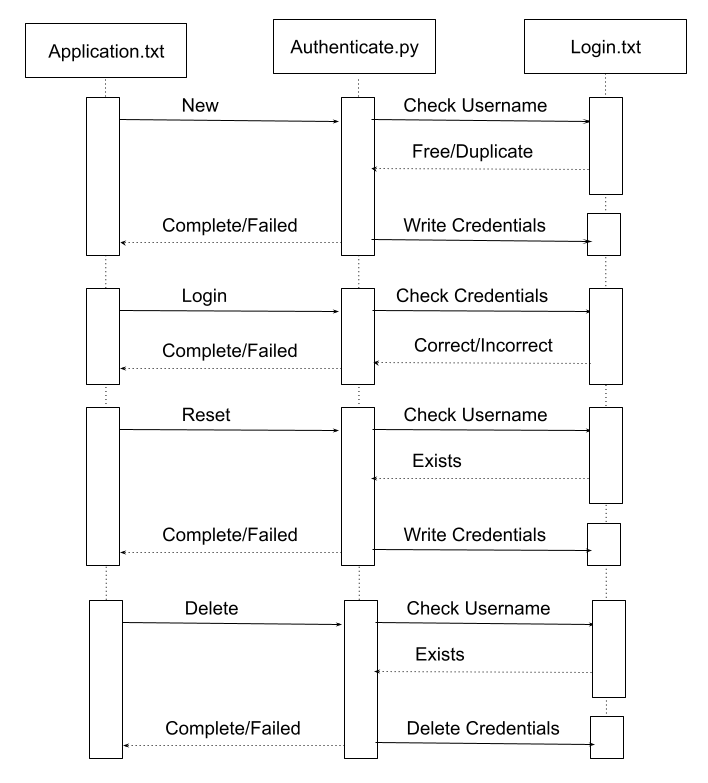 Application.txt
Authenticate.py
Login.txt
New
Check Username
Free/Duplicate
Complete/Failed
Write Credentials
Login
Check Credentials
Complete/Failed
Correct/Incorrect
Reset
Check Username
Exists
Complete/Failed
Write Credentials
Delete
Check Username
Exists
Complete/Failed
Delete Credentials